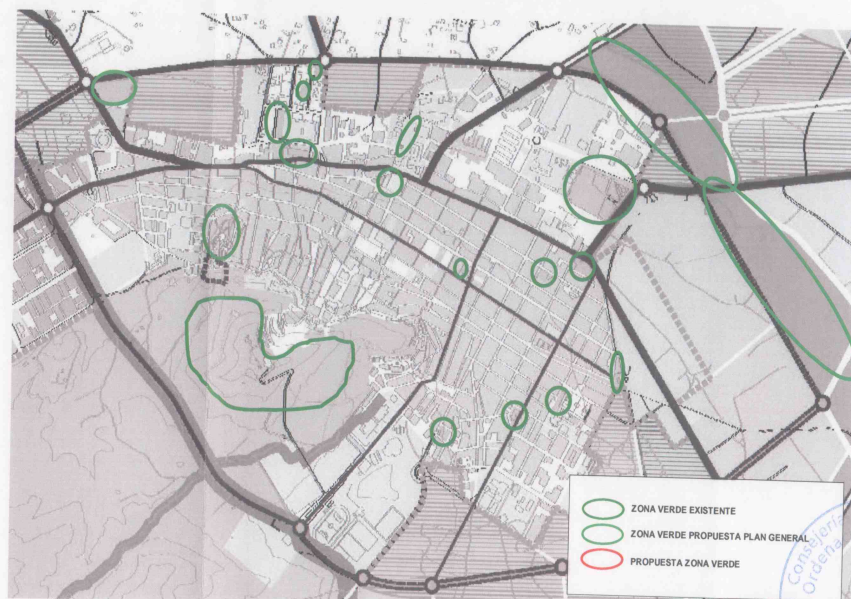 ZONA VERDE EXISTENTE
ZONA VERDE PROPUESTA PLAN GENERAL
PROPUESTA ZONA VERDE
Consejería
Ordena